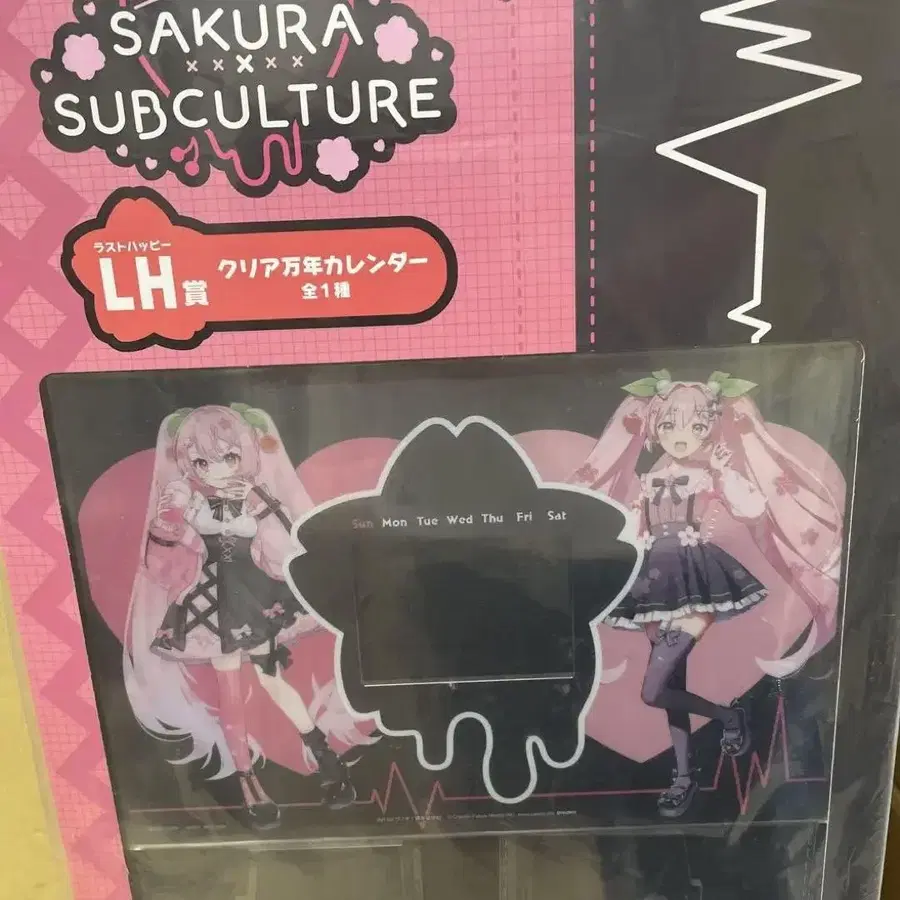 SAKURA
×××××
SUBCULTURE
ラストハッピー
LH賞
クリア万年カレンダー
全1種
Sun Mon Tue Wed Thu Fri Sat